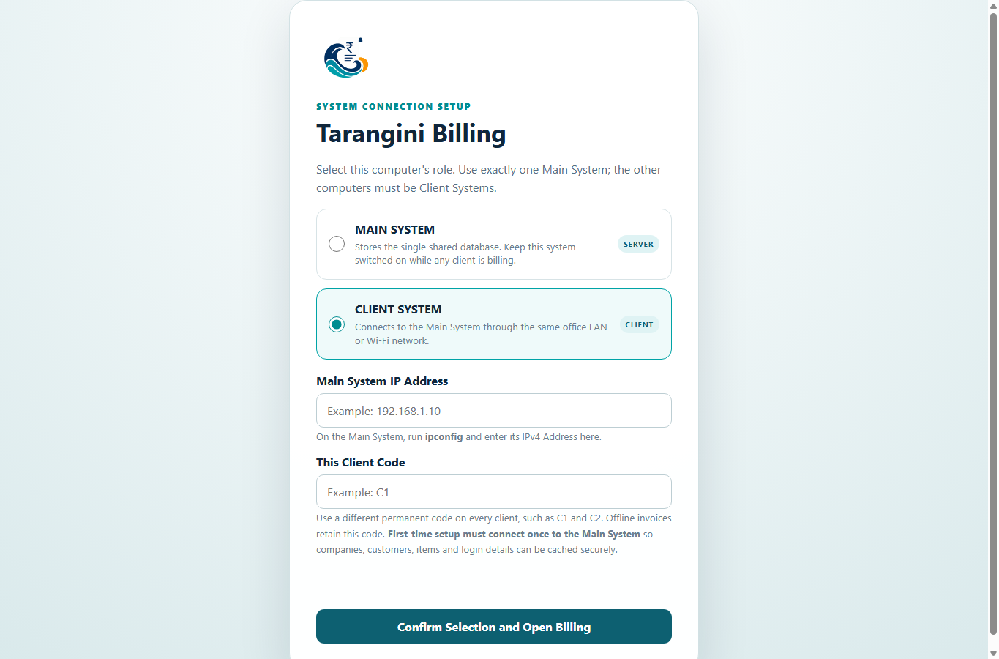 ₹
SYSTEM CONNECTION SETUP
Tarangini Billing
Select this computer's role. Use exactly one Main System; the other
computers must be Client Systems.
MAIN SYSTEM
Stores the single shared database. Keep this system
switched on while any client is billing.
SERVER
CLIENT SYSTEM
Connects to the Main System through the same office LAN
or Wi-Fi network.
CLIENT
Main System IP Address
Example: 192.168.1.10
On the Main System, run ipconfig and enter its IPv4 Address here.
This Client Code
Example: C1
Use a different permanent code on every client, such as C1 and C2. Offline invoices
retain this code. First-time setup must connect once to the Main System so
companies, customers, items and login details can be cached securely.
Confirm Selection and Open Billing